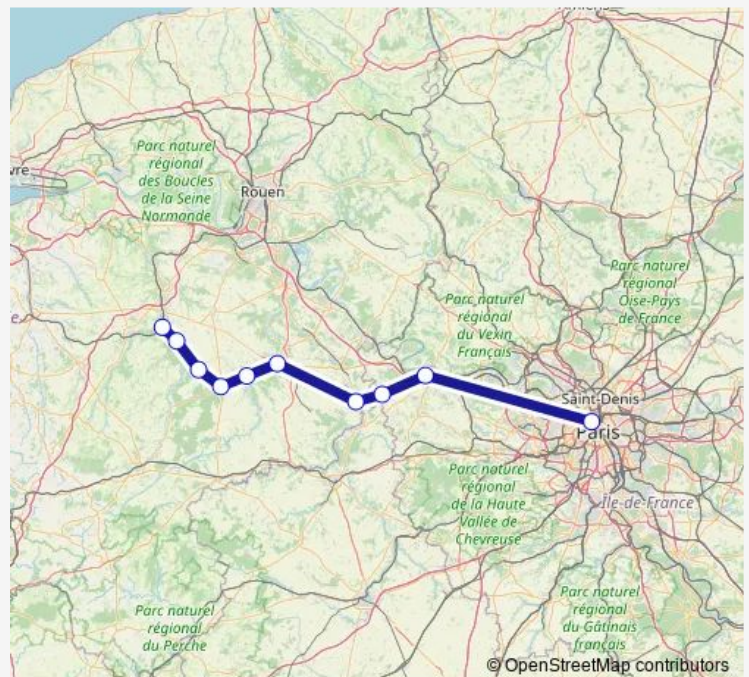 Parc naturel
régional
des Boucles
de la Seine
Normande
Rouen
vre
Parc naturel
régional
Oise-Pays
de France
Parc naturel
régional
du Vexin
Français
Saint-Denis
Paris
Parc naturel
régional
de la Haute
Vallée de
Chevreuse
Île-de-France
Parc naturel
régional
du Gâtinais
français
Parc naturel
régional
du Perche
© OpenStreetMap contributors